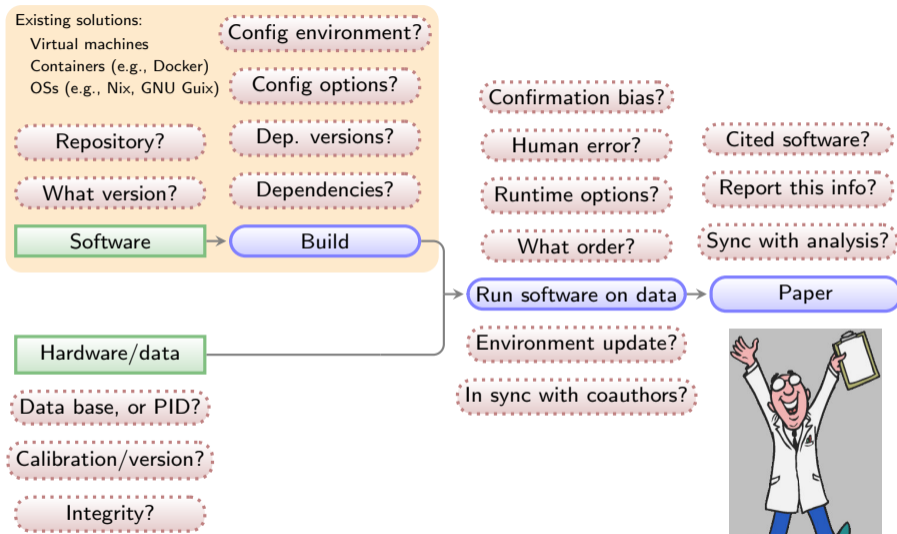 Existing solutions:
Virtual machines
Containers (e.g., Docker)
OSs (e.g., Nix, GNU Guix)
Repository?
What version?
Software
Config environment?
Config options?
Dep. versions?
Dependencies?
Build
Hardware/data
Data base, or PID?
Calibration/version?
Integrity?
Confirmation bias?
Human error?
Runtime options?
What order?
Run software on data
Environment update?
In sync with coauthors?
Cited software?
Report this info?
Sync with analysis?
Paper